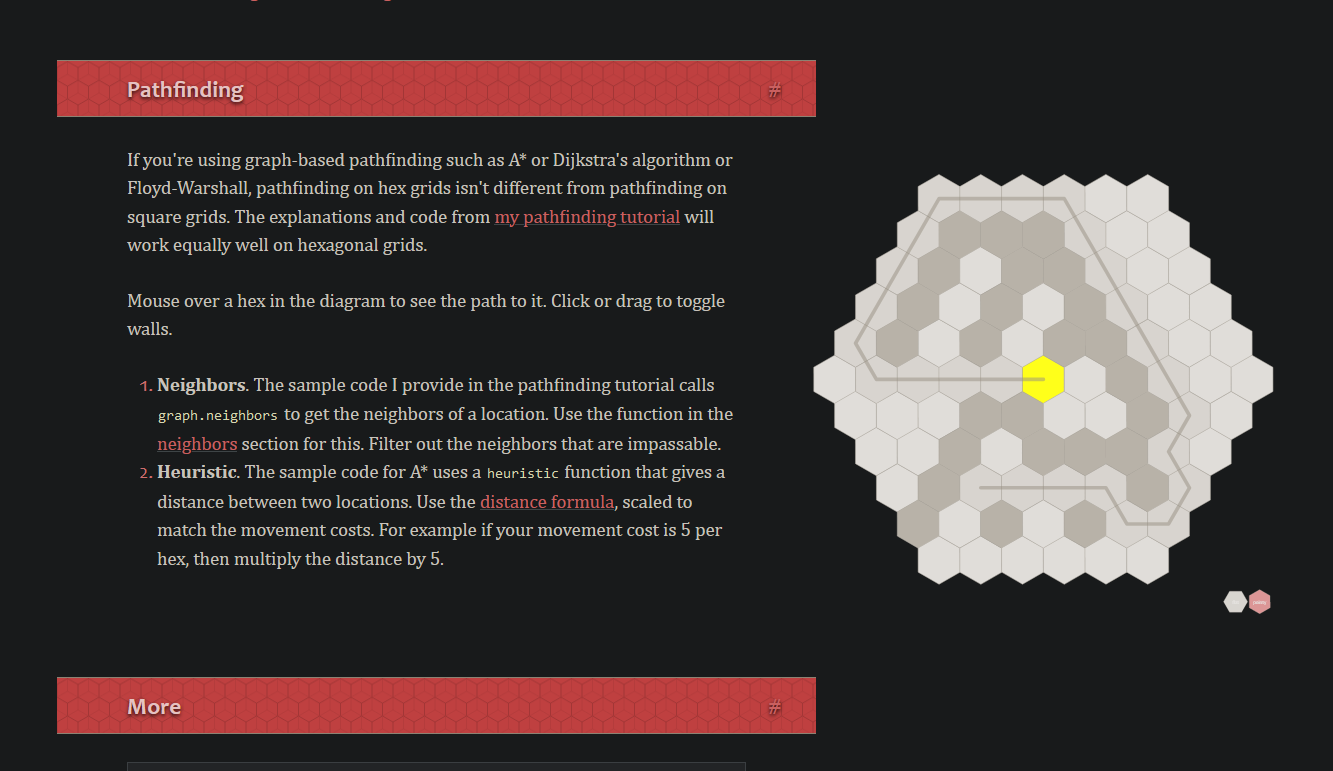 Pathfinding #
If you're using graph-based pathfinding such as A* or Dijkstra's algorithm or
Floyd-Warshall, pathfinding on hex grids isn't different from pathfinding on
square grids. The explanations and code from my pathfinding tutorial will
work equally well on hexagonal grids.
Mouse over a hex in the diagram to see the path to it. Click or drag to toggle
walls.
1. Neighbors. The sample code I provide in the pathfinding tutorial calls
graph.neighbors to get the neighbors of a location. Use the function in the
neighbors section for this. Filter out the neighbors that are impassable.
2. Heuristic. The sample code for A* uses a heuristic function that gives a
distance between two locations. Use the distance formula, scaled to
match the movement costs. For example if your movement cost is 5 per
hex, then multiply the distance by 5.
More #